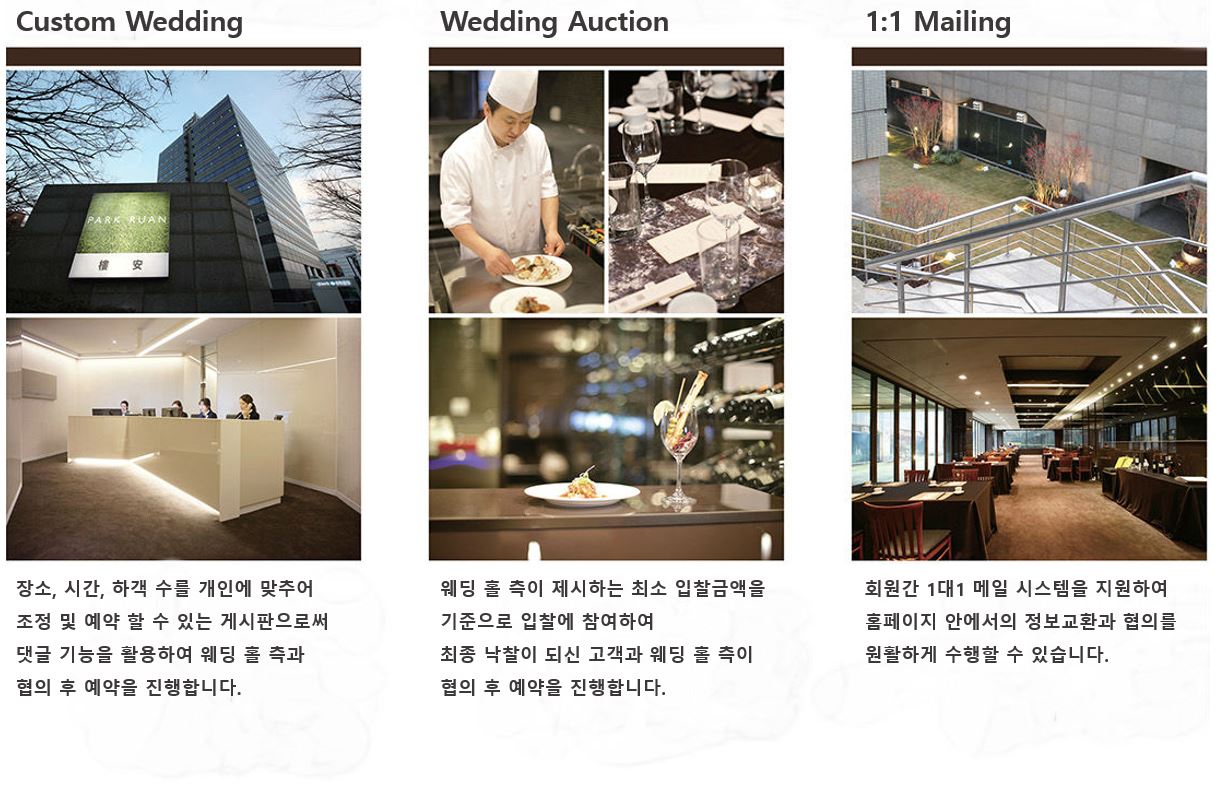 Custom Wedding
PARK RUAN
樓 安
장소, 시간, 하객 수를 개인에 맞추어
조정 및 예약 할 수 있는 게시판으로써
댓글 기능을 활용하여 웨딩 홀 측과
협의 후 예약을 진행합니다.
Wedding Auction
웨딩 홀 측이 제시하는 최소 입찰금액을
기준으로 입찰에 참여하여
최종 낙찰이 되신 고객과 웨딩 홀 측이
협의 후 예약을 진행합니다.
1:1 Mailing
회원간 1대1 메일 시스템을 지원하여
홈페이지 안에서의 정보교환과 협의를
원활하게 수행할 수 있습니다.